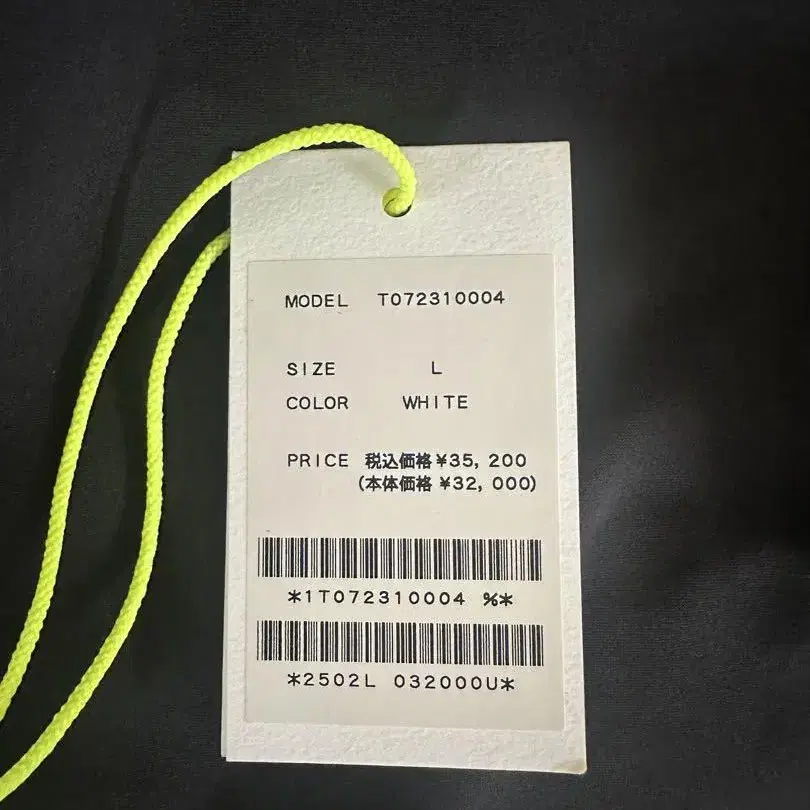 MODEL T072310004
SIZE L
COLOR WHITE
PRICE 税込価格 ¥35, 200
(本体価格 ¥32, 000)
*1T072310004 %*
*2502L 032000U*